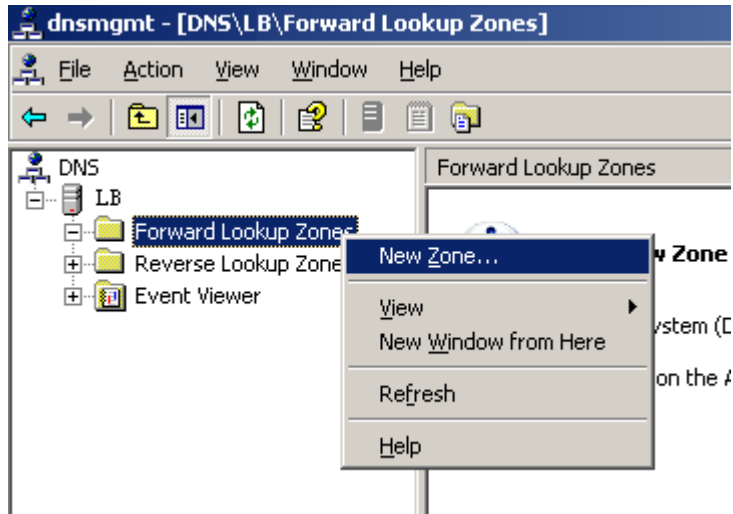 dnsmgmt - [DNS\LB\Forward Lookup Zones]
File Action View Window Help
DNS
LB
Forward Lookup Zones
Reverse Lookup Zone
Event Viewer
Forward Lookup Zones
New Zone...
View
New Window from Here
Refresh
Help
Zone
(D
on the A